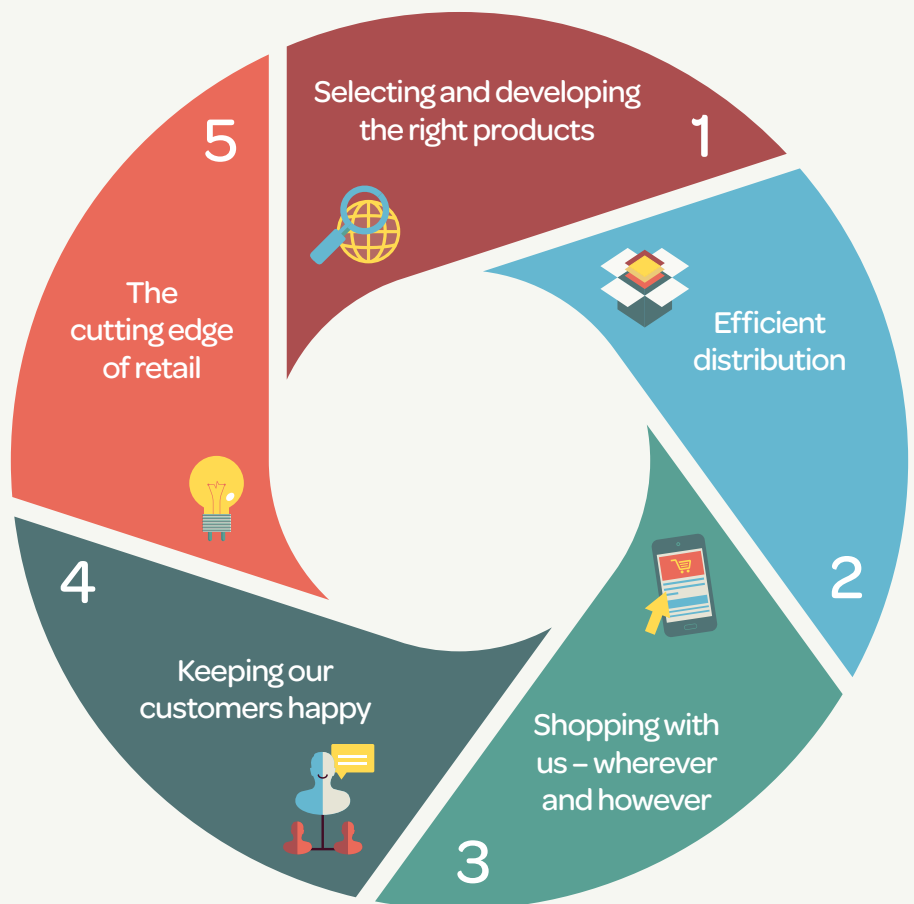 Selecting and developing
the right products
1
Efficient
distribution
2
Shopping with
us – wherever
and however
3
Keeping our
customers happy
4
The
cutting edge
of retail
5